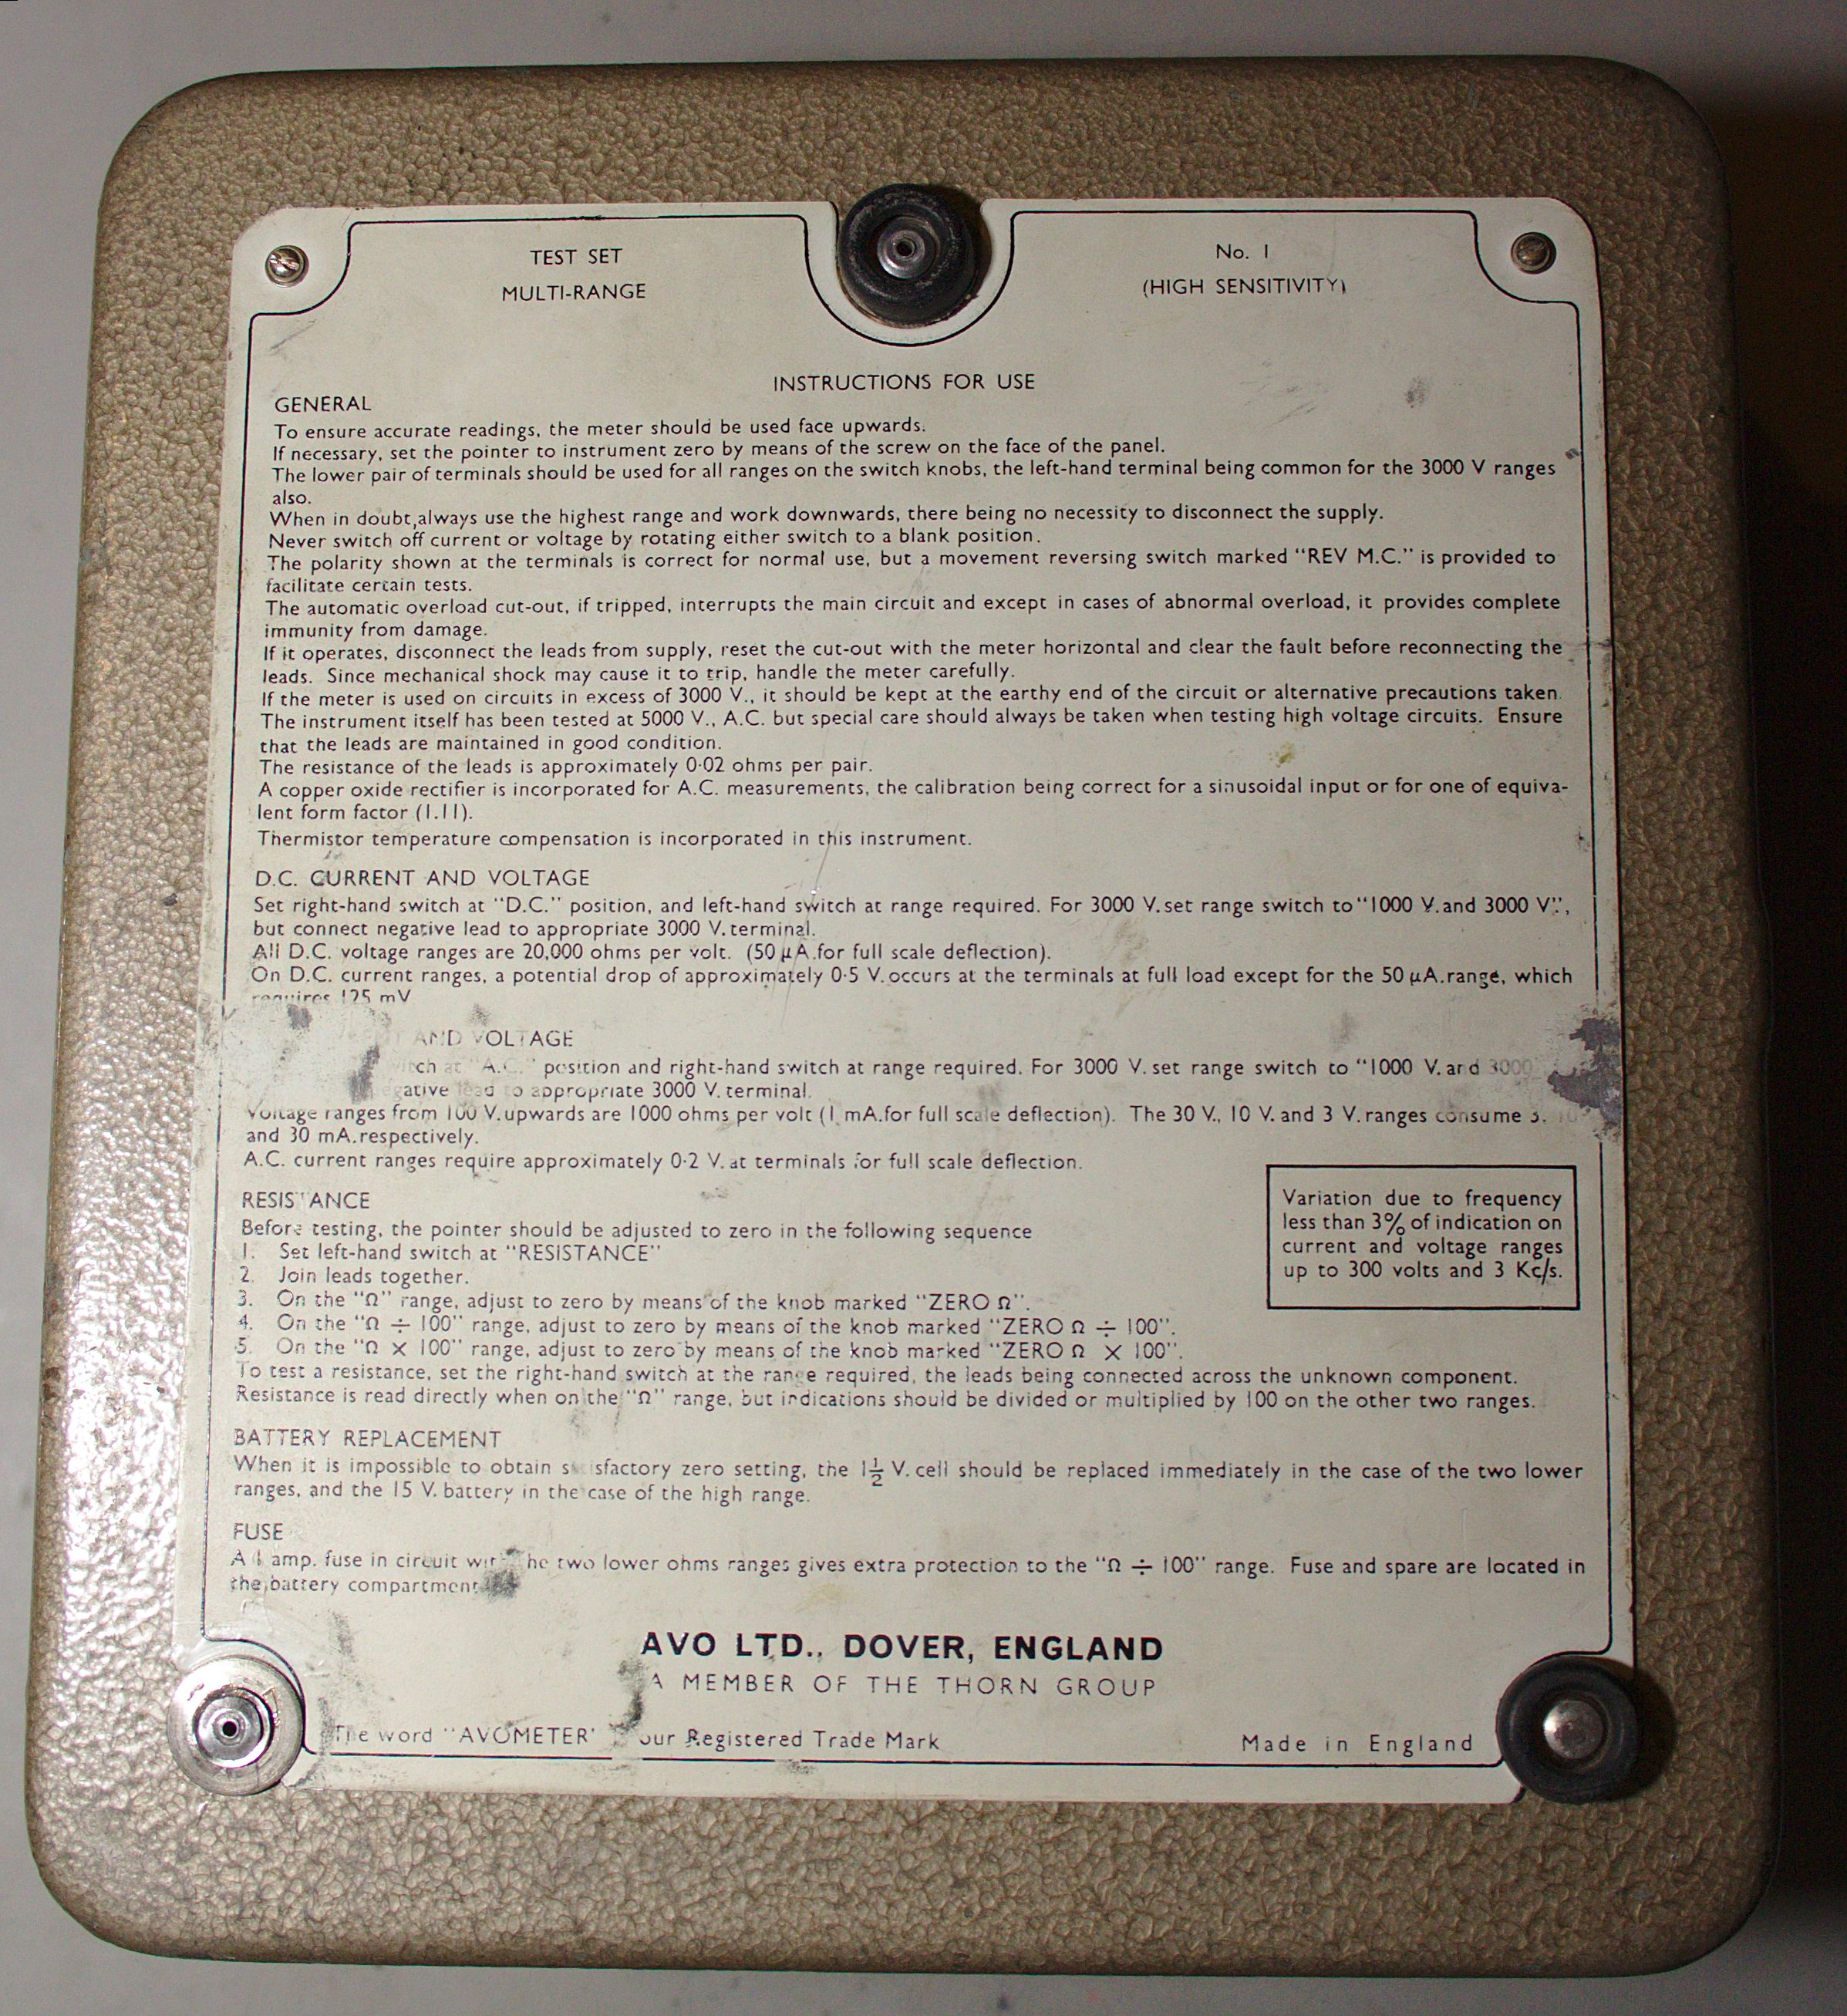 TEST SET
MULTI-RANGE
No. 1
(HIGH SENSITIVITY)
INSTRUCTIONS FOR USE
GENERAL
To ensure accurate readings, the meter should be used face upwards.
If necessary, set the pointer to instrument zero by means of the screw on the face of the panel.
The lower pair of terminals should be used for all ranges on the switch knobs, the left-hand terminal being common for the 3000 V ranges
also.
When in doubt, always use the highest range and work downwards, there being no necessity to disconnect the supply.
Never switch off current or voltage by rotating either switch to a blank position.
The polarity shown at the terminals is correct for normal use, but a movement reversing switch marked "REV M.C." is provided to
facilitate certain tests.
The automatic overload cut-out, if tripped, interrupts the main circuit and except in cases of abnormal overload, it provides complete
immunity from damage.
If it operates, disconnect the leads from supply, reset the cut-out with the meter horizontal and clear the fault before reconnecting the
leads. Since mechanical shock may cause it to trip, handle the meter carefully.
If the meter is used on circuits in excess of 3000 V., it should be kept at the earthy end of the circuit or alternative precautions taken
The instrument itself has been tested at 5000 V., A.C. but special care should always be taken when testing high voltage circuits. Ensure
that the leads are maintained in good condition.
The resistance of the leads is approximately 0·02 ohms per pair.
A copper oxide rectifier is incorporated for A.C. measurements, the calibration being correct for a sinusoidal input or for one of equiva-
lent form factor (1.11).
Thermistor temperature compensation is incorporated in this instrument.
D.C. CURRENT AND VOLTAGE
Set right-hand switch at "D.C." position, and left-hand switch at range required. For 3000 V. set range switch to "1000 V. and 3000 V.",
but connect negative lead to appropriate 3000 V. terminal.
All D.C. voltage ranges are 20,000 ohms per volt. (50 μA. for full scale deflection).
On D.C. current ranges, a potential drop of approximately 0·5 V. occurs at the terminals at full load except for the 50 μA. range, which
requires 125 mV
AND VOLTAGE
at "A.C." position and right-hand switch at range required. For 3000 V. set range switch to "1000 V. and 3000
lead to appropriate 3000 V. terminal.
Voltage ranges from 100 V. upwards are 1000 ohms per volt (1 mA. for full scale deflection). The 30 V., 10 V. and 3 V. ranges consume 3, 10
and 30 mA. respectively.
A.C. current ranges require approximately 0·2 V. at terminals for full scale deflection.
RESISTANCE
Before testing, the pointer should be adjusted to zero in the following sequence
1. Set left-hand switch at "RESISTANCE"
2. Join leads together.
3. On the "Ω" range, adjust to zero by means of the knob marked "ZERO Ω".
4. On the "Ω ÷ 100" range, adjust to zero by means of the knob marked "ZERO Ω ÷ 100".
5. On the "Ω × 100" range, adjust to zero by means of the knob marked "ZERO Ω × 100".
To test a resistance, set the right-hand switch at the range required, the leads being connected across the unknown component.
Resistance is read directly when on the "Ω" range, but indications should be divided or multiplied by 100 on the other two ranges.
Variation due to frequency
less than 3% of indication on
current and voltage ranges
up to 300 volts and 3 Kc/s.
BATTERY REPLACEMENT
When it is impossible to obtain satisfactory zero setting, the 1½ V. cell should be replaced immediately in the case of the two lower
ranges, and the 15 V. battery in the case of the high range.
FUSE
A 1 amp. fuse in circuit with the two lower ohms ranges gives extra protection to the "Ω ÷ 100" range. Fuse and spare are located in
the battery compartment
AVO LTD., DOVER, ENGLAND
A MEMBER OF THE THORN GROUP
The word "AVOMETER" our Registered Trade Mark
Made in England